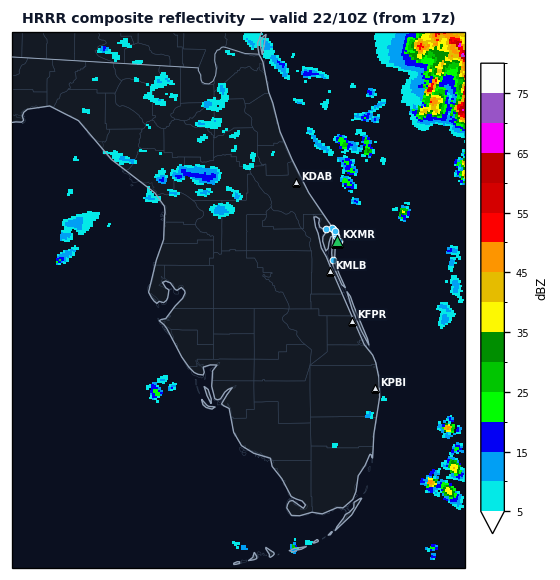 HRRR composite reflectivity — valid 22/10Z (from 17z)
KDAB
KXMR
KMLB
KFPR
KPBI
75
65
55
45
35
25
15
5
dBZ